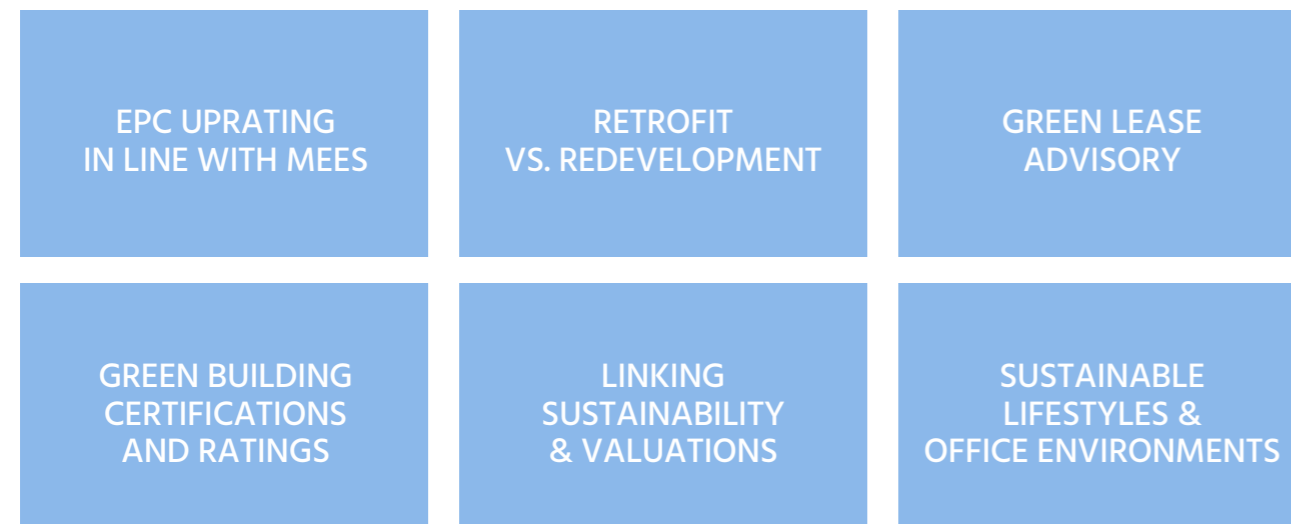 EPC UPRATING
IN LINE WITH MEES
RETROFIT
VS. REDEVELOPMENT
GREEN LEASE
ADVISORY
GREEN BUILDING
CERTIFICATIONS
AND RATINGS
LINKING
SUSTAINABILITY
& VALUATIONS
SUSTAINABLE
LIFESTYLES &
OFFICE ENVIRONMENTS